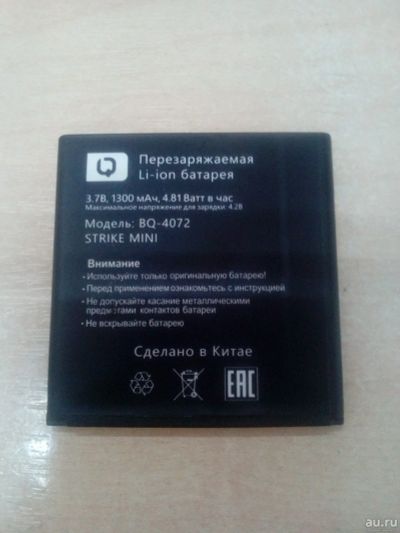 Перезаряжаемая
Li-ion батарея
3.7В, 1300 мАч, 4.81 Ватт в час
Максимальное напряжение для зарядки: 4.2В
Модель: BQ-4072
STRIKE MINI
Внимание
- Используйте только оригинальную батарею!
- Перед применением ознакомьтесь с инструкцией
- Не допускайте касание металлическими
предметами контактов батареи
- Не вскрывайте батарею
Сделано в Китае
EAC
au.ru